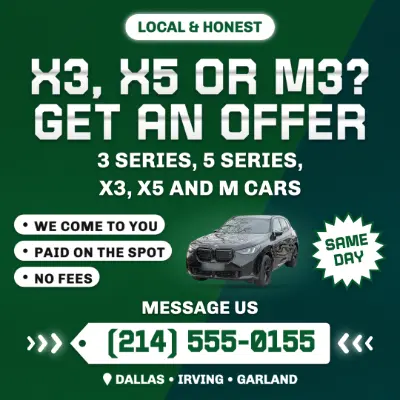 LOCAL & HONEST
X3, X5 OR M3?
GET AN OFFER
3 SERIES, 5 SERIES,
X3, X5 AND M CARS
• WE COME TO YOU
• PAID ON THE SPOT
• NO FEES
SAME
DAY
MESSAGE US
(214) 555-0155
DALLAS • IRVING • GARLAND